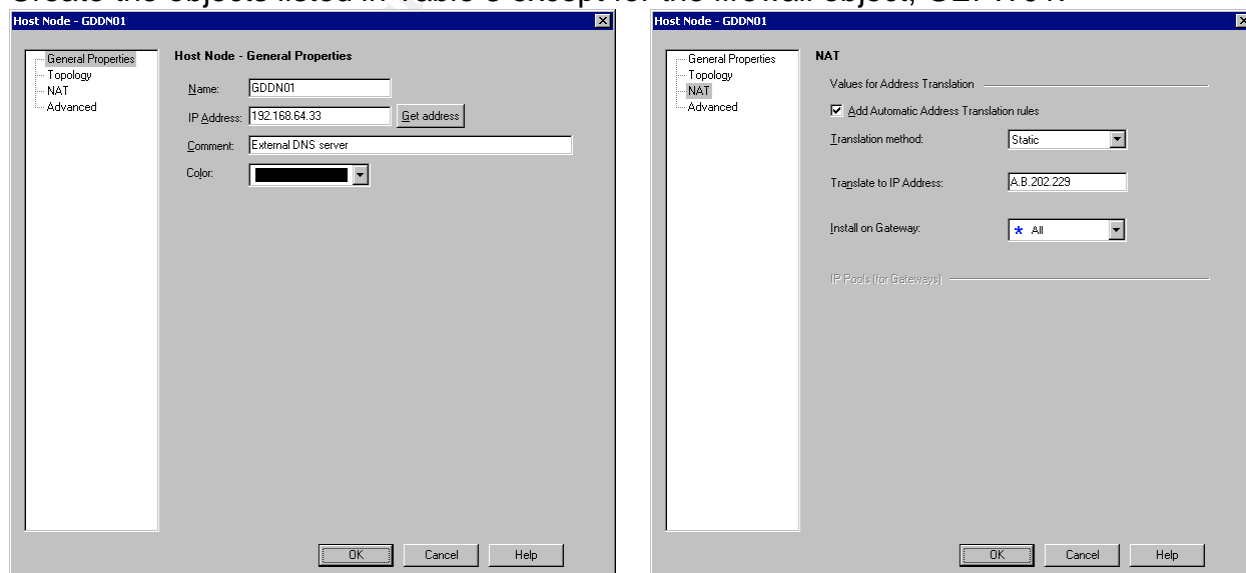 Host Node - GDDN01
General Properties
Topology
NAT
Advanced
Host Node - General Properties
Name: GDDN01
IP Address: 192.168.64.33 Get address
Comment: External DNS server
Color:
OK Cancel Help
Host Node - GDDN01
General Properties
Topology
NAT
Advanced
NAT
Values for Address Translation
Add Automatic Address Translation rules
Translation method: Static
Translate to IP Address: A.B.202.229
Install on Gateway: * All
IP Pools (for Gateways)
OK Cancel Help